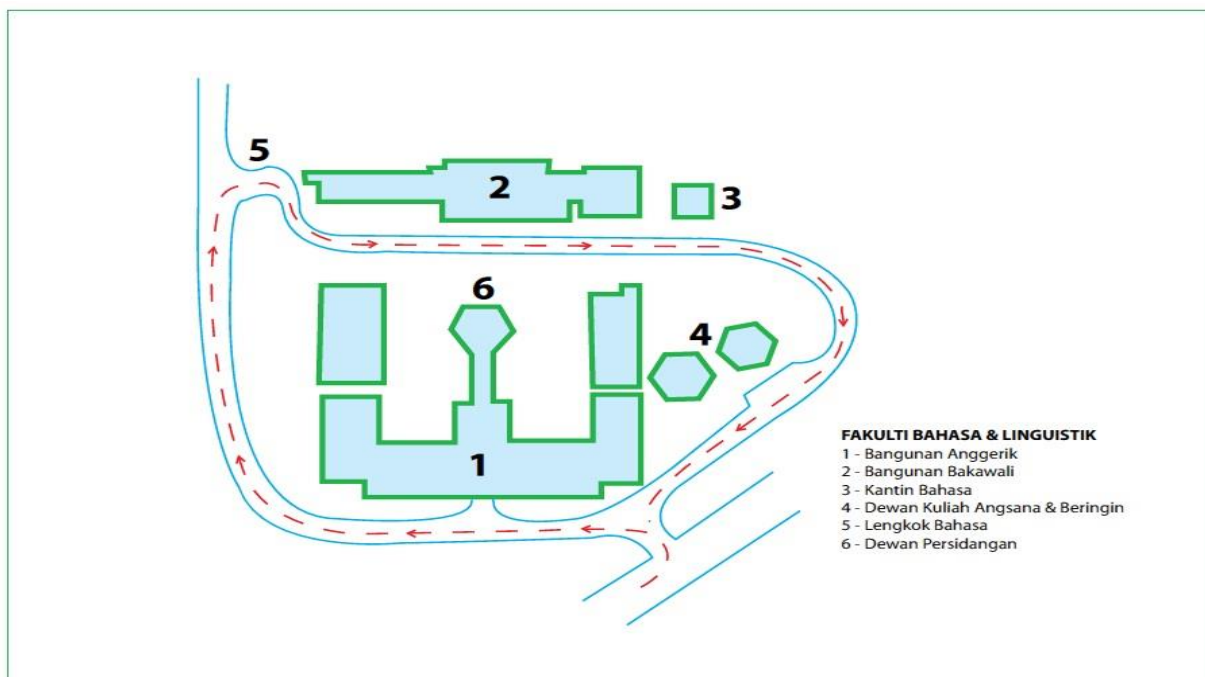 5
2
3
6
4
1
FAKULTI BAHASA & LINGUISTIK
1 - Bangunan Anggerik
2 - Bangunan Bakawali
3 - Kantin Bahasa
4 - Dewan Kuliah Angsana & Beringin
5 - Lengkok Bahasa
6 - Dewan Persidangan